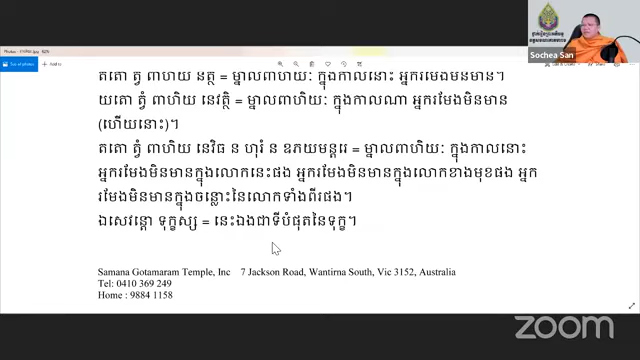 តតោ ត្វំ ពាហិយ នត្ថិ = ម្នាលពាហិយៈ ក្នុងកាលនោះ អ្នករមែងមិនមាន។
យតោ ត្វំ ពាហិយ នេវត្ថិ = ម្នាលពាហិយៈ ក្នុងកាលណា អ្នករមែងមិនមាន
(ហើយនោះ)។
តតោ ត្វំ ពាហិយ នេវិធ ន ហុរំ ន ឧភយមន្តរេ = ម្នាលពាហិយៈ ក្នុងកាលនោះ
អ្នករមែងមិនមានក្នុងលោកនេះផង អ្នករមែងមិនមានក្នុងលោកខាងមុខផង អ្នក
រមែងមិនមានក្នុងចន្លោះនៃលោកទាំងពីរផង។
ឯសេវន្តោ ទុក្ខស្ស = នេះឯងជាទីបំផុតនៃទុក្ខ។
Samana Gotamaram Temple, Inc 7 Jackson Road, Wantirna South, Vic 3152, Australia
Tel: 0410 369 249
Home : 9884 1158
Sochea San
zoom